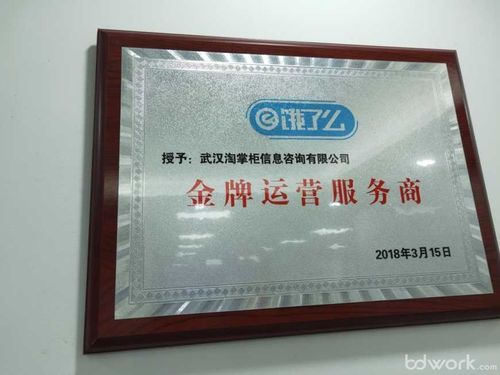 饿了么
授予：武汉淘掌柜信息咨询有限公司
金牌运营服务商
2018年3月15日
bdwork.com